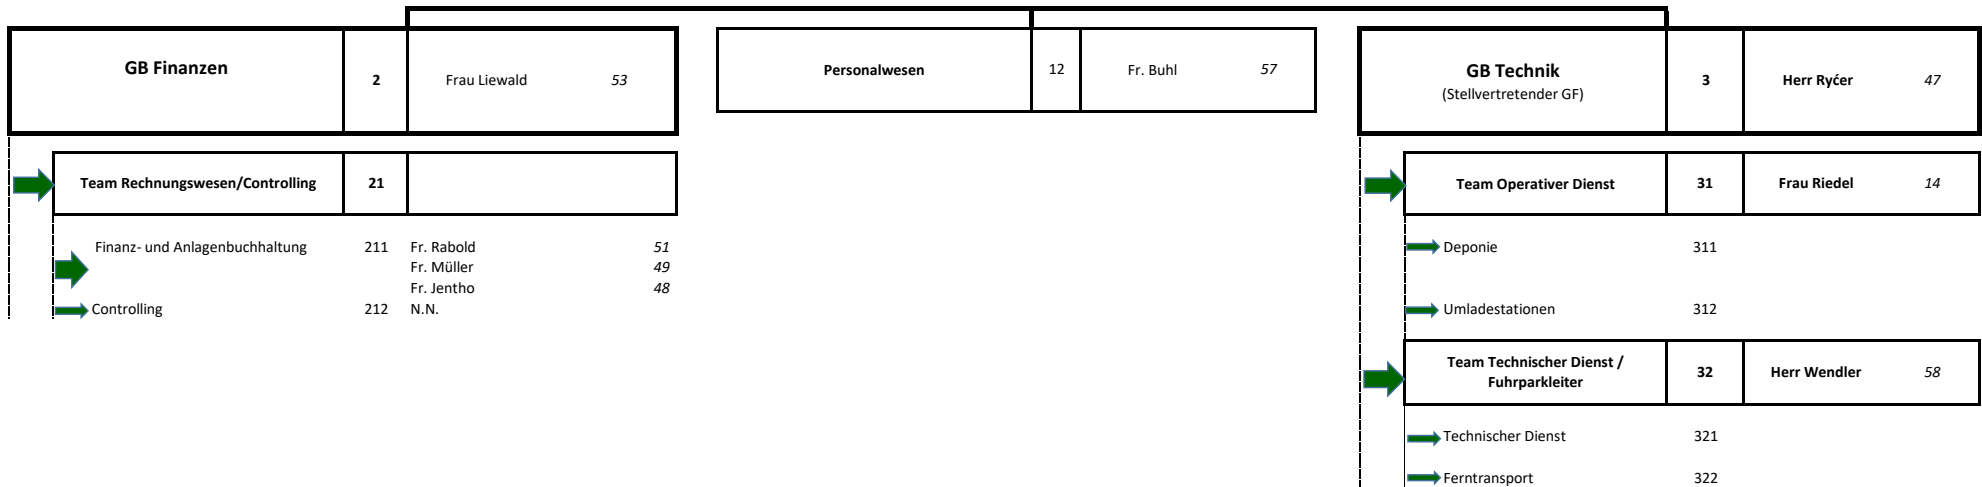 GB Finanzen 2 Frau Liewald 53
Team Rechnungswesen/Controlling 21
Finanz- und Anlagenbuchhaltung 211 Fr. Rabold 51
Fr. Müller 49
Fr. Jentho 48
Controlling 212 N.N.
Personalwesen 12 Fr. Buhl 57
GB Technik 3 Herr Ryćer 47
(Stellvertretender GF)
Team Operativer Dienst 31 Frau Riedel 14
Deponie 311
Umladestationen 312
Team Technischer Dienst /
Fuhrparkleiter 32 Herr Wendler 58
Technischer Dienst 321
Ferntransport 322